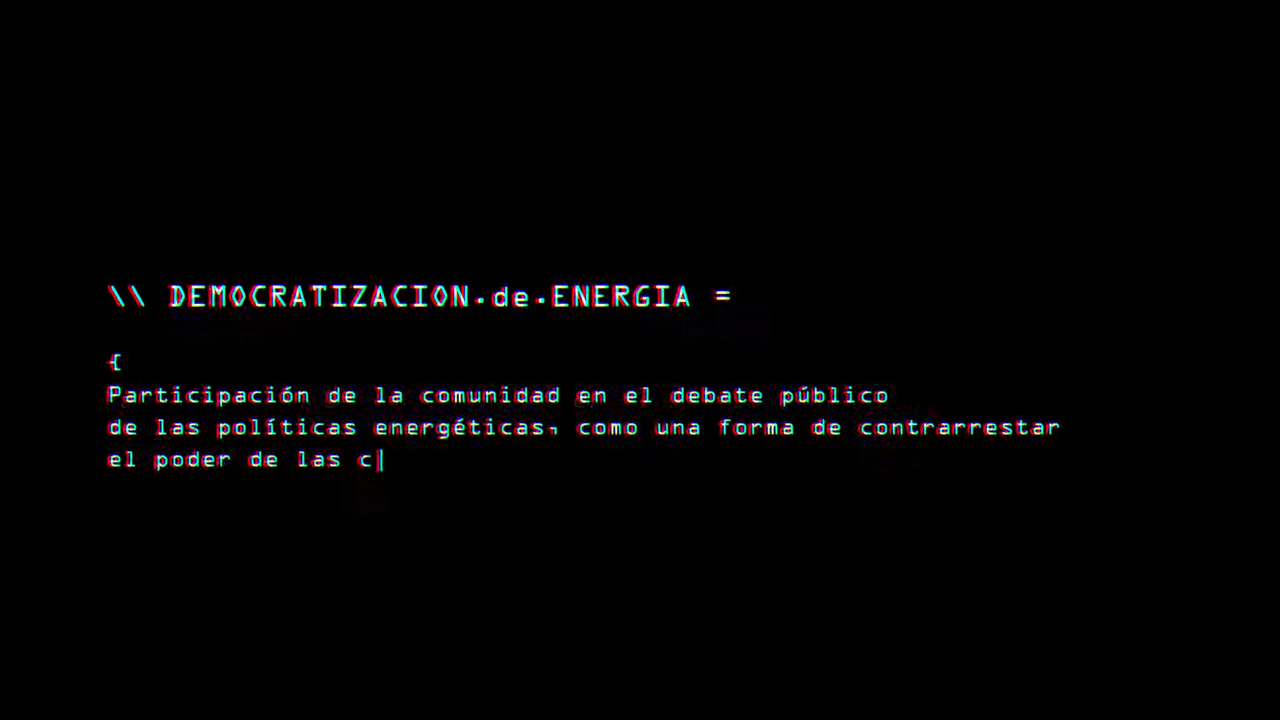 \\ DEMOCRATIZACION.de.ENERGIA =
{
Participación de la comunidad en el debate público
de las políticas energéticas, como una forma de contrarrestar
el poder de las c|